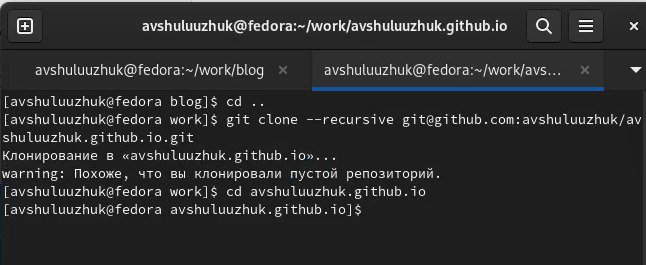 avshuluuzhuk@fedora:~/work/avshuluuzhuk.github.io
avshuluuzhuk@fedora:~/work/blog
avshuluuzhuk@fedora:~/work/avs...
[avshuluuzhuk@fedora blog]$ cd ..
[avshuluuzhuk@fedora work]$ git clone --recursive git@github.com:avshuluuzhuk/av
shuluuzhuk.github.io.git
Клонирование в «avshuluuzhuk.github.io»...
warning: Похоже, что вы клонировали пустой репозиторий.
[avshuluuzhuk@fedora work]$ cd avshuluuzhuk.github.io
[avshuluuzhuk@fedora avshuluuzhuk.github.io]$